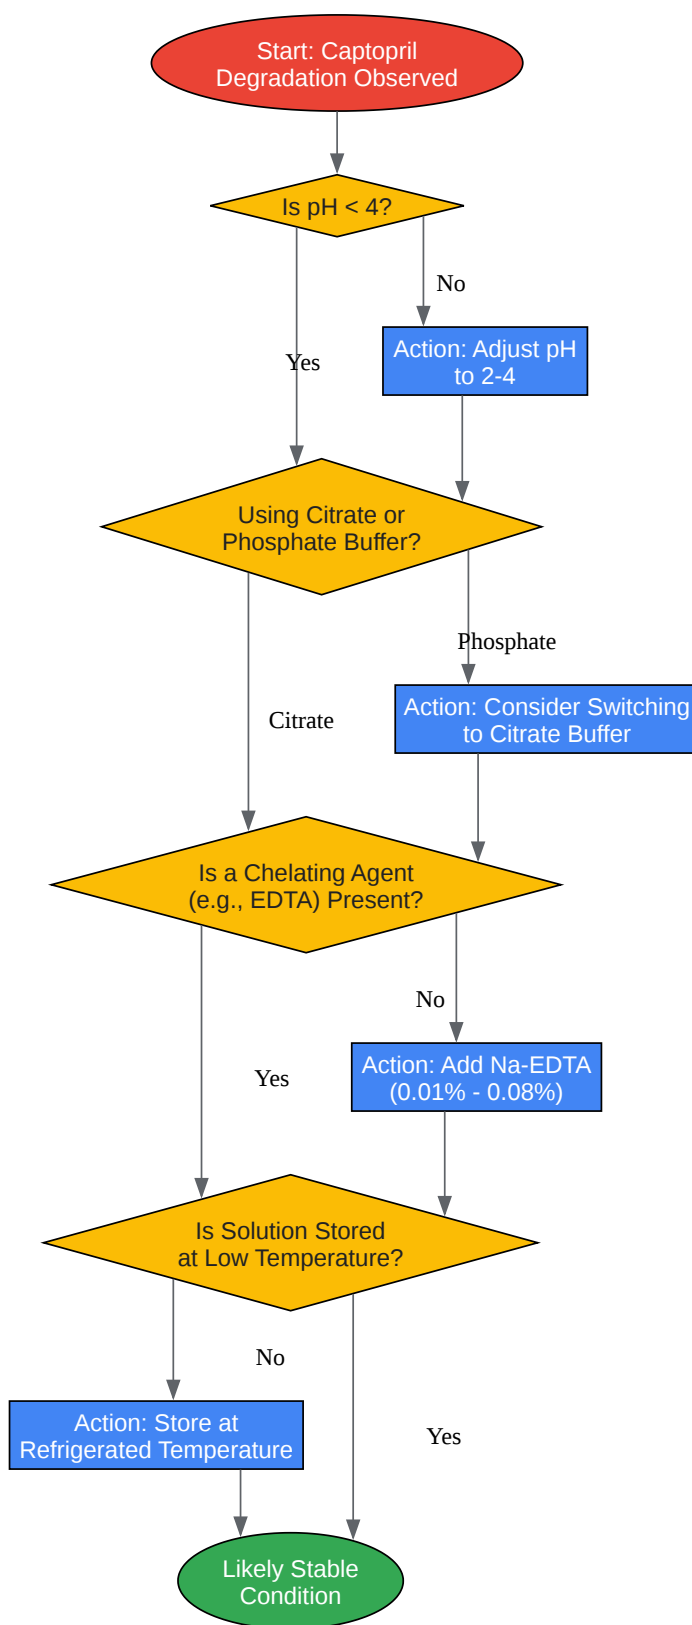 Start: Captopril
Degradation Observed
Is pH < 4?
No
Action: Adjust pH
to 2-4
Yes
Using Citrate or
Phosphate Buffer?
Phosphate
Action: Consider Switching
to Citrate Buffer
Citrate
Is a Chelating Agent
(e.g., EDTA) Present?
No
Action: Add Na-EDTA
(0.01% - 0.08%)
Yes
Is Solution Stored
at Low Temperature?
No
Action: Store at
Refrigerated Temperature
Yes
Likely Stable
Condition